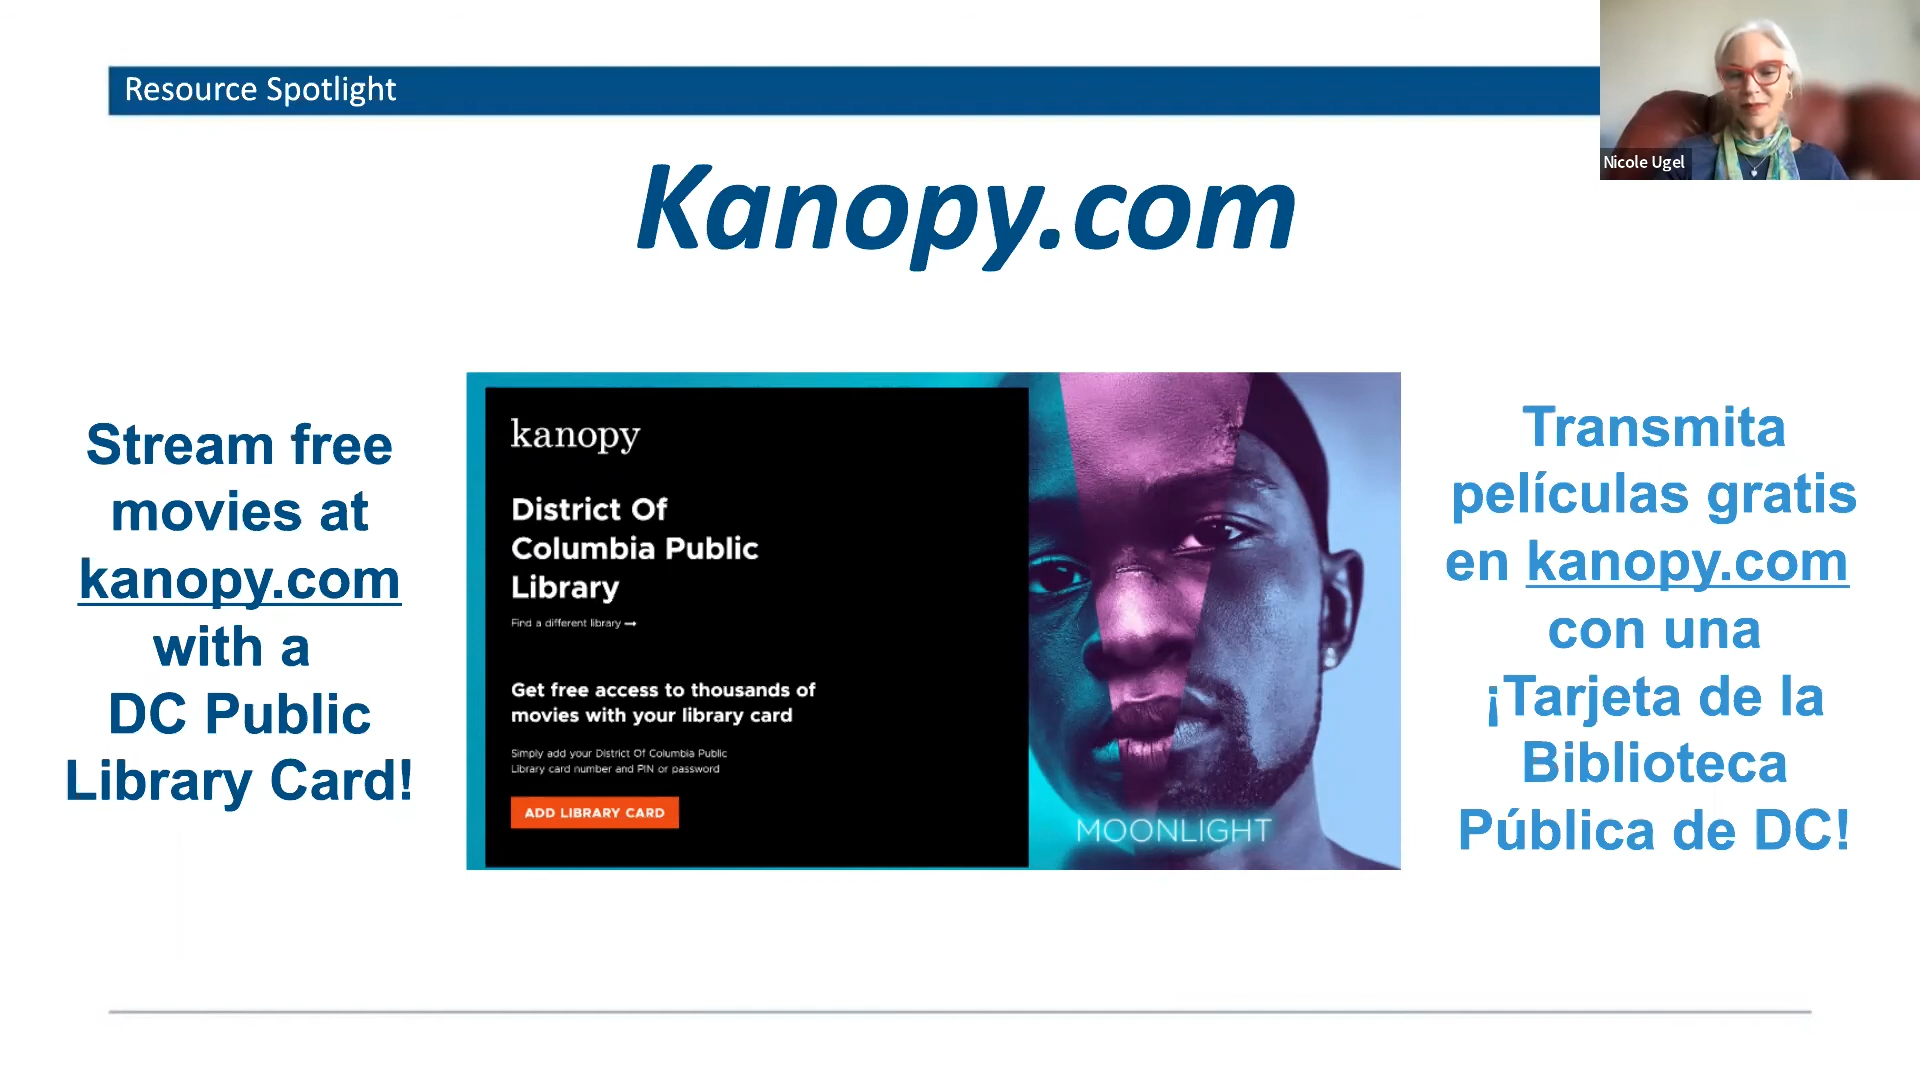 Resource Spotlight
Nicole Ugel
Kanopy.com
Stream free
movies at
kanopy.com
with a
DC Public
Library Card!
kanopy
District Of
Columbia Public
Library
Find a different library →
Get free access to thousands of
movies with your library card
Simply add your District Of Columbia Public
Library card number and PIN or password
ADD LIBRARY CARD
MOONLIGHT
Transmita
películas gratis
en kanopy.com
con una
¡Tarjeta de la
Biblioteca
Pública de DC!